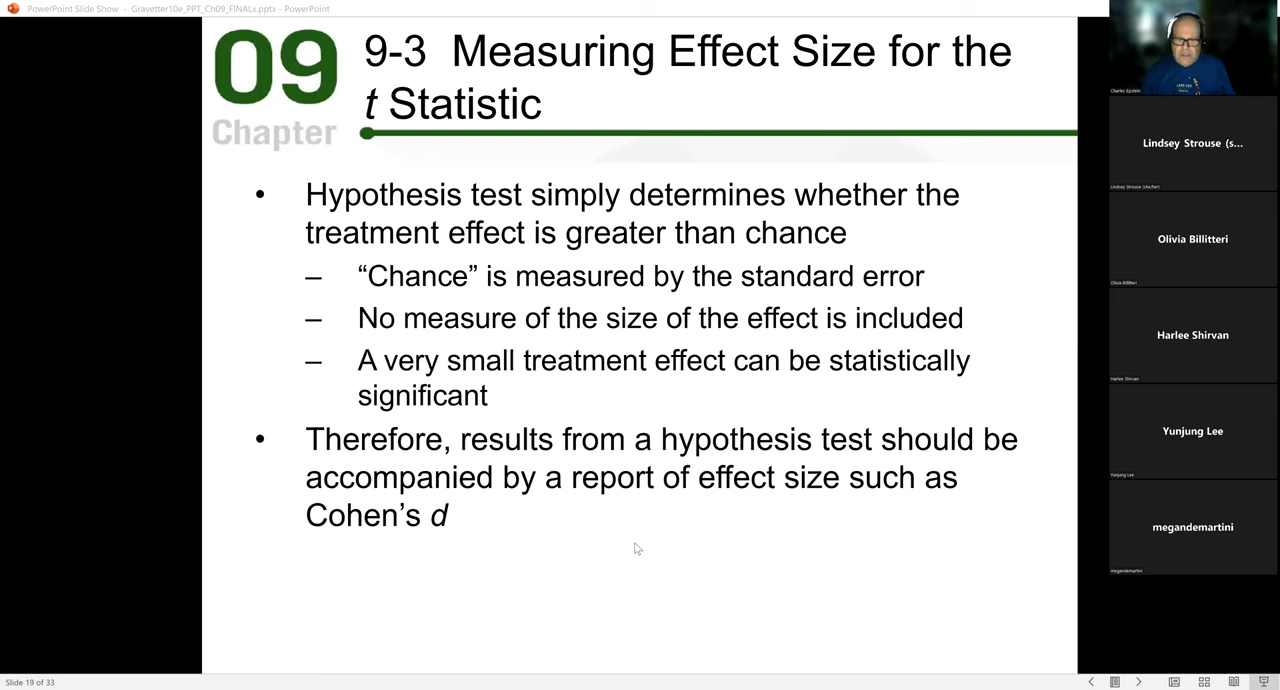 PowerPoint Slide Show - Gravetter10e_PPT_Ch09_FINALx.pptx - PowerPoint
09
Chapter
9-3 Measuring Effect Size for the
t Statistic
• Hypothesis test simply determines whether the
treatment effect is greater than chance
– “Chance” is measured by the standard error
– No measure of the size of the effect is included
– A very small treatment effect can be statistically
significant
• Therefore, results from a hypothesis test should be
accompanied by a report of effect size such as
Cohen’s d
Charles Epstein
Lindsey Strouse (s...
Lindsey Strouse (she/her)
Olivia Billitteri
Olivia Billitteri
Harlee Shirvan
Harlee Shirvan
Yunjung Lee
Yunjung Lee
megandemartini
megandemartini
Slide 19 of 33